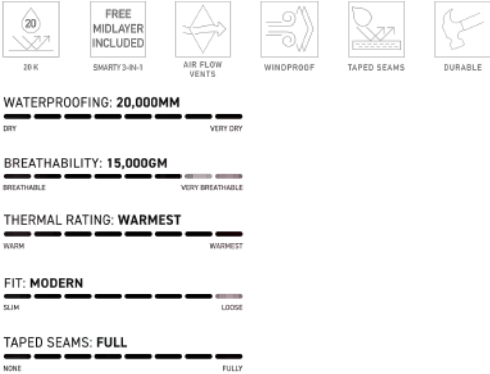 20
FREE
MIDLAYER
INCLUDED
20 K
SMARTY 3-IN-1
AIR FLOW
VENTS
WINDPROOF
TAPED SEAMS
DURABLE
WATERPROOFING: 20,000MM
DRY VERY DRY
BREATHABILITY: 15,000GM
BREATHABLE VERY BREATHABLE
THERMAL RATING: WARMEST
WARM WARMEST
FIT: MODERN
SLIM LOOSE
TAPED SEAMS: FULL
NONE FULLY